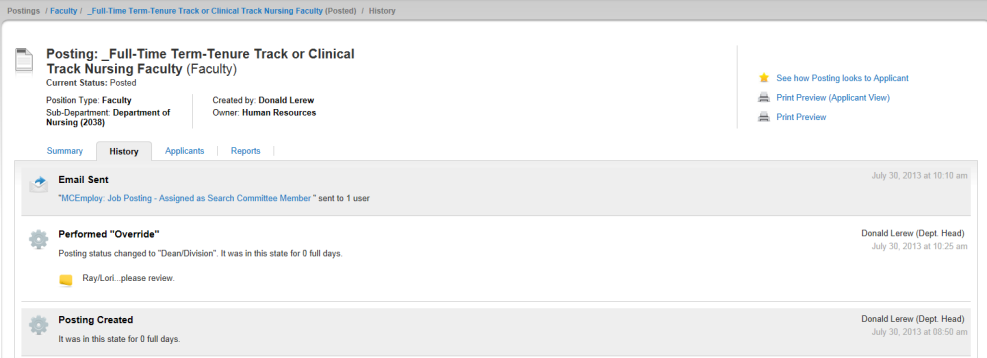 Postings / Faculty / _Full-Time Term-Tenure Track or Clinical Track Nursing Faculty (Posted) / History
Posting: _Full-Time Term-Tenure Track or Clinical
Track Nursing Faculty (Faculty)
Current Status: Posted
Position Type: Faculty
Sub-Department: Department of
Nursing (2038)
Created by: Donald Lerew
Owner: Human Resources
See how Posting looks to Applicant
Print Preview (Applicant View)
Print Preview
Summary History Applicants Reports
Email Sent July 30, 2013 at 10:10 am
"MCEmploy: Job Posting - Assigned as Search Committee Member " sent to 1 user
Performed "Override" Donald Lerew (Dept. Head)
Posting status changed to "Dean/Division". It was in this state for 0 full days. July 30, 2013 at 10:25 am
Ray/Lori...please review.
Posting Created Donald Lerew (Dept. Head)
It was in this state for 0 full days. July 30, 2013 at 08:50 am